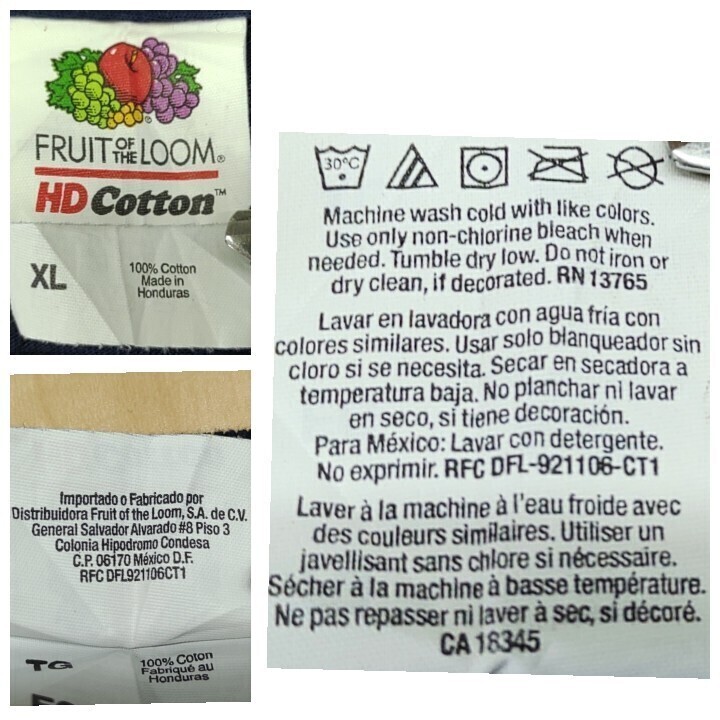 FRUIT OF THE LOOM®
HD Cotton™
XL
100% Cotton
Made in
Honduras
Importado o Fabricado por
Distribuidora Fruit of the Loom, S.A. de C.V.
General Salvador Alvarado #8 Piso 3
Colonia Hipodromo Condesa
C.P. 06170 México D.F.
RFC DFL921106CT1
TG
100% Coton
Fabriqué au
Honduras
30°C
Machine wash cold with like colors.
Use only non-chlorine bleach when
needed. Tumble dry low. Do not iron or
dry clean, if decorated. RN 13765
Lavar en lavadora con agua fría con
colores similares. Usar solo blanqueador sin
cloro si se necesita. Secar en secadora a
temperatura baja. No planchar ni lavar
en seco, si tiene decoración.
Para México: Lavar con detergente.
No exprimir. RFC DFL-921106-CT1
Laver à la machine à l'eau froide avec
des couleurs similaires. Utiliser un
javellisant sans chlore si nécessaire.
Sécher à la machine à basse température.
Ne pas repasser ni laver à sec, si décoré.
CA 18345